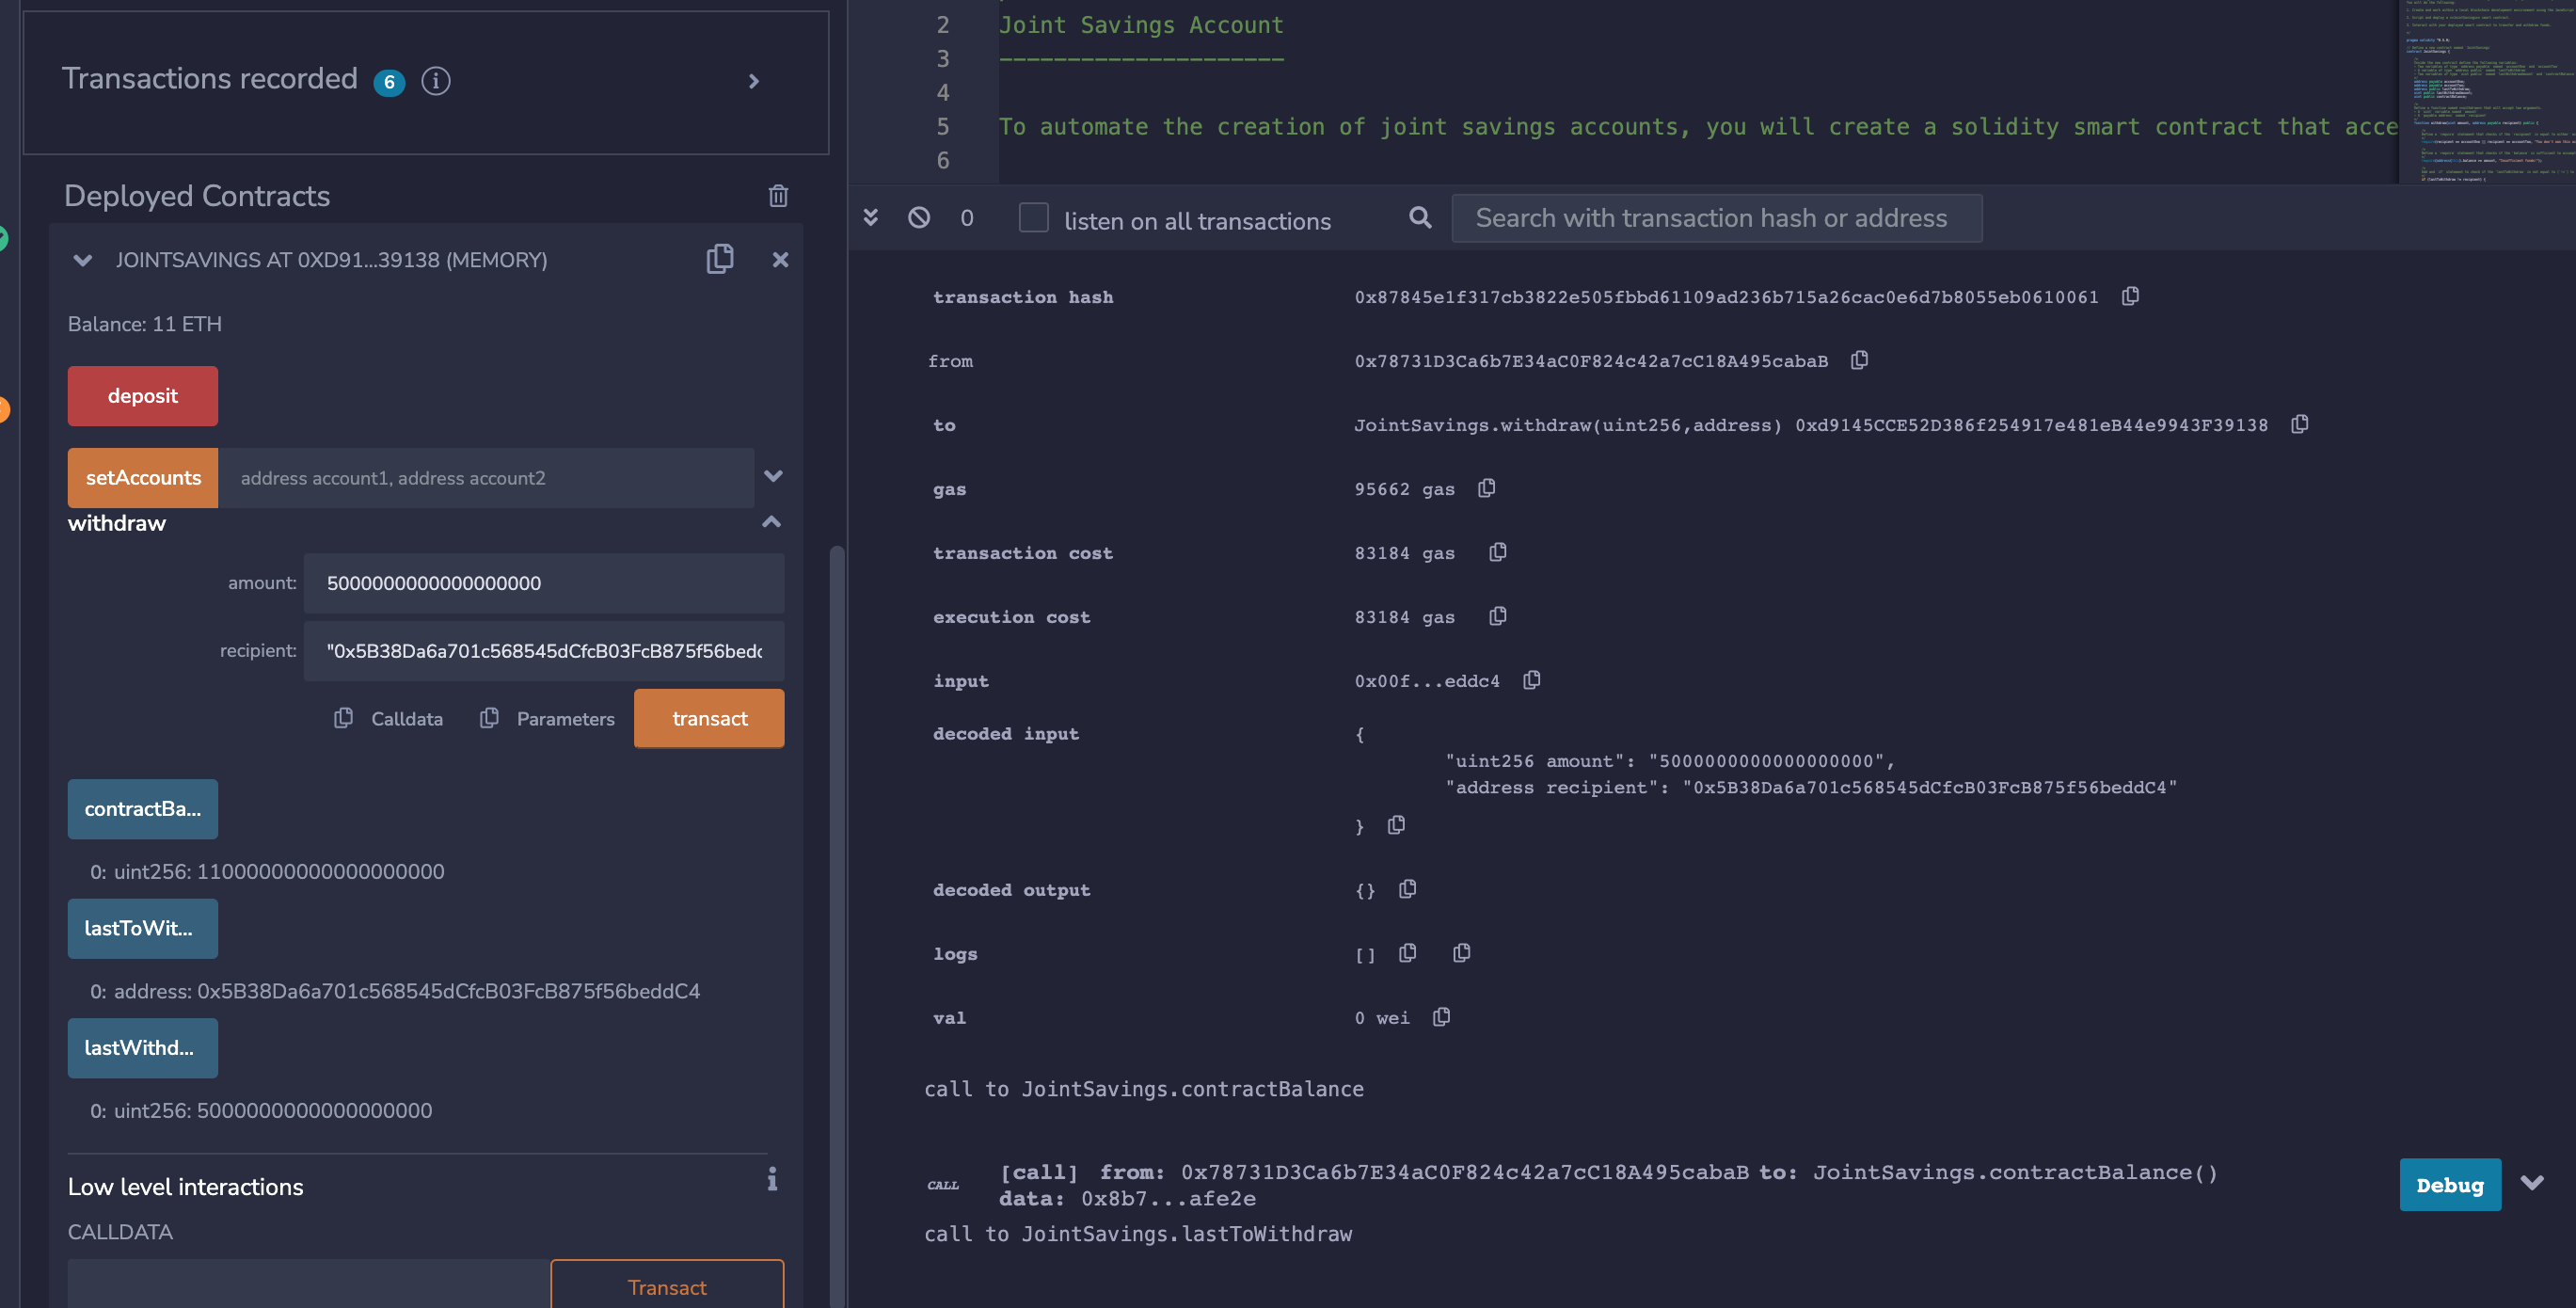 Transactions recorded 6 i
Deployed Contracts
JOINTSAVINGS AT 0XD91...39138 (MEMORY)
Balance: 11 ETH
deposit
setAccounts address account1, address account2
withdraw
amount: 5000000000000000000
recipient: "0x5B38Da6a701c568545dCfcB03FcB875f56bedc
Calldata Parameters transact
contractBa...
0: uint256: 11000000000000000000
lastToWit...
0: address: 0x5B38Da6a701c568545dCfcB03FcB875f56beddC4
lastWithd...
0: uint256: 5000000000000000000
Low level interactions
CALLDATA
Transact
2 Joint Savings Account
3 ---------------------
4
5 To automate the creation of joint savings accounts, you will create a solidity smart contract that acce
6
0 listen on all transactions Search with transaction hash or address
transaction hash 0x87845e1f317cb3822e505fbbd61109ad236b715a26cac0e6d7b8055eb0610061
from 0x78731D3Ca6b7E34aC0F824c42a7cC18A495cabaB
to JointSavings.withdraw(uint256,address) 0xd9145CCE52D386f254917e481eB44e9943F39138
gas 95662 gas
transaction cost 83184 gas
execution cost 83184 gas
input 0x00f...eddc4
decoded input {
"uint256 amount": "5000000000000000000",
"address recipient": "0x5B38Da6a701c568545dCfcB03FcB875f56beddC4"
}
decoded output {}
logs []
val 0 wei
call to JointSavings.contractBalance
CALL [call] from: 0x78731D3Ca6b7E34aC0F824c42a7cC18A495cabaB to: JointSavings.contractBalance()
data: 0x8b7...afe2e
Debug
call to JointSavings.lastToWithdraw